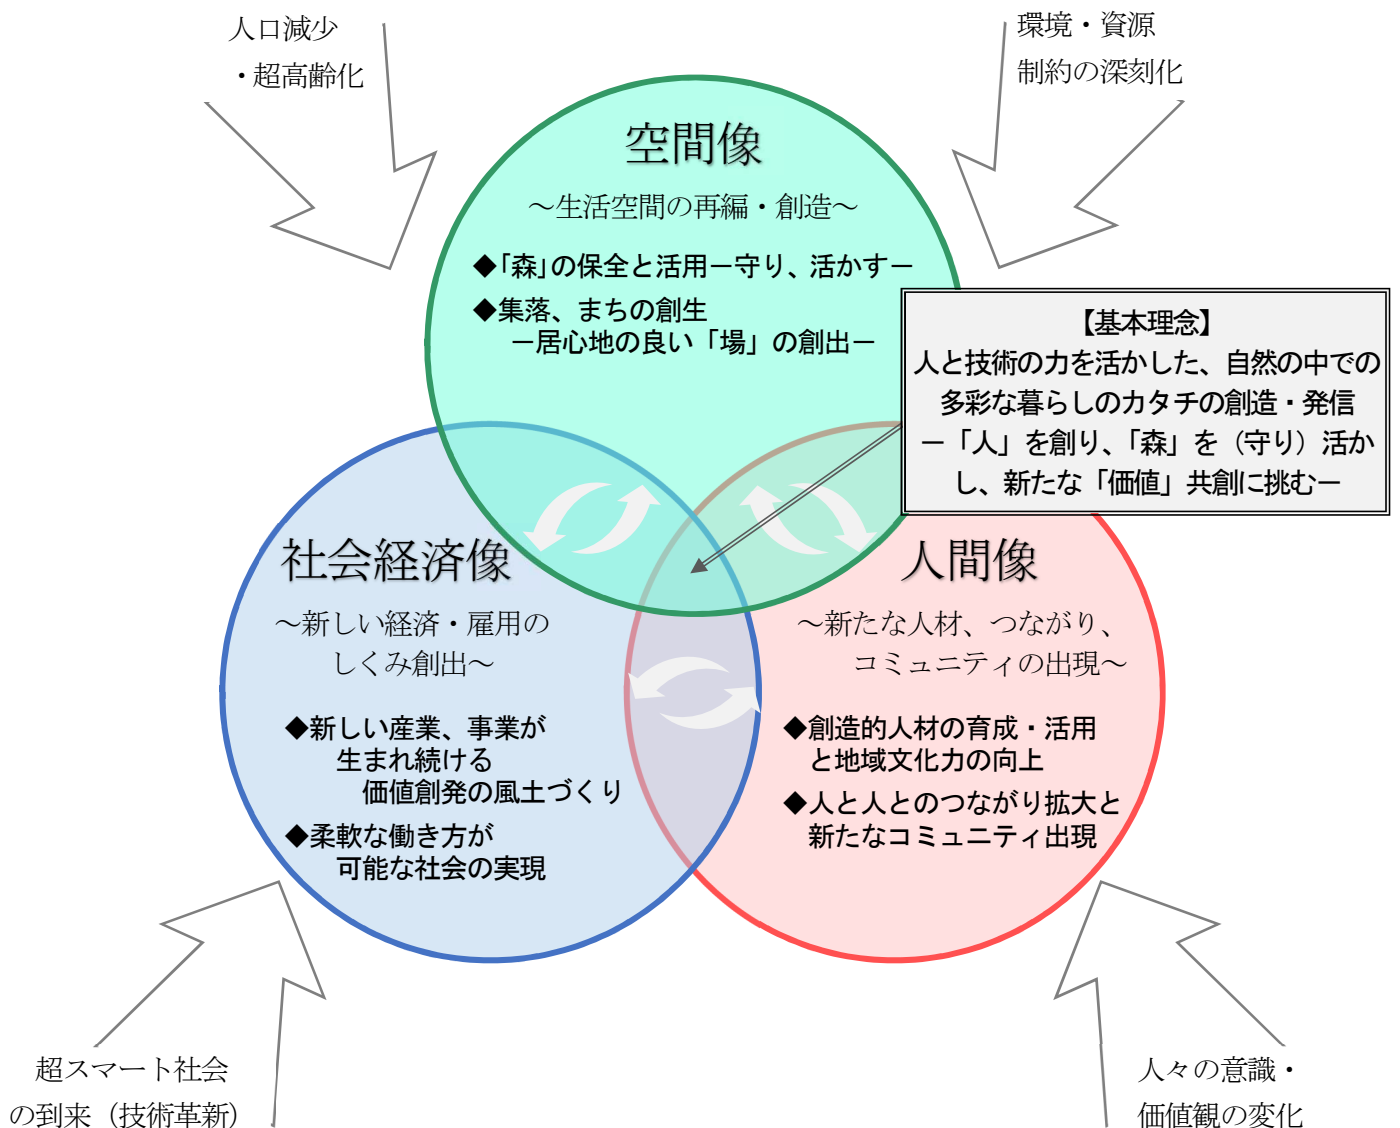 人口減少
・超高齢化
環境・資源
制約の深刻化
空間像
～生活空間の再編・創造～
◆「森」の保全と活用－守り、活かす－
◆集落、まちの創生
－居心地の良い「場」の創出－
【基本理念】
人と技術の力を活かした、自然の中での
多彩な暮らしのカタチの創造・発信
－「人」を創り、「森」を（守り）活か
し、新たな「価値」共創に挑む－
社会経済像
～新しい経済・雇用の
しくみ創出～
◆新しい産業、事業が
生まれ続ける
価値創発の風土づくり
◆柔軟な働き方が
可能な社会の実現
人間像
～新たな人材、つながり、
コミュニティの出現～
◆創造的人材の育成・活用
と地域文化力の向上
◆人と人とのつながり拡大と
新たなコミュニティ出現
超スマート社会
の到来（技術革新）
人々の意識・
価値観の変化